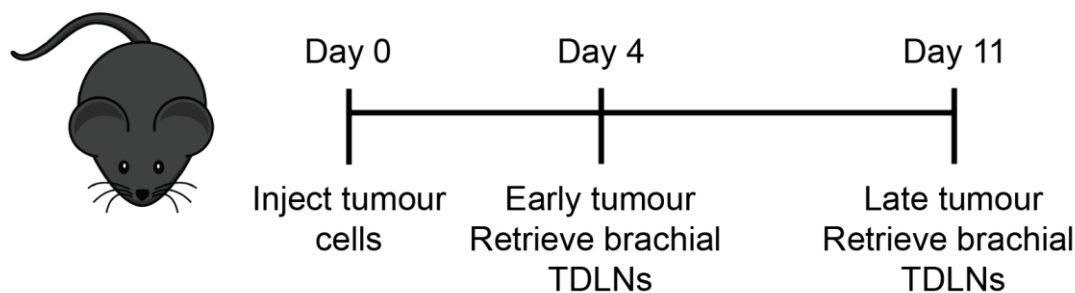 Day 0
Day 4
Day 11
Inject tumour
cells
Early tumour
Retrieve brachial
TDLNs
Late tumour
Retrieve brachial
TDLNs